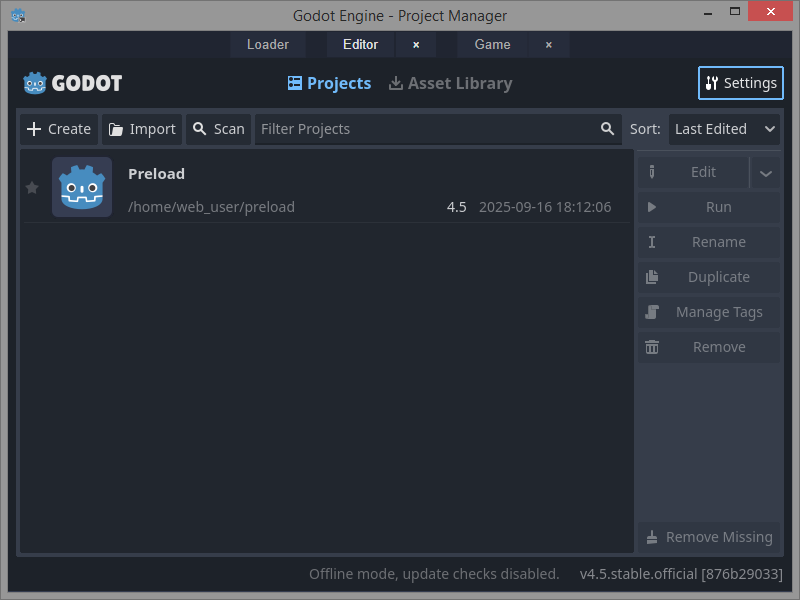 Godot Engine - Project Manager
Loader Editor × Game ×
GODOT Projects Asset Library Settings
Create Import Scan Filter Projects Sort: Last Edited
Preload
/home/web_user/preload 4.5 2025-09-16 18:12:06
Edit
Run
Rename
Duplicate
Manage Tags
Remove
Remove Missing
Offline mode, update checks disabled. v4.5.stable.official [876b29033]